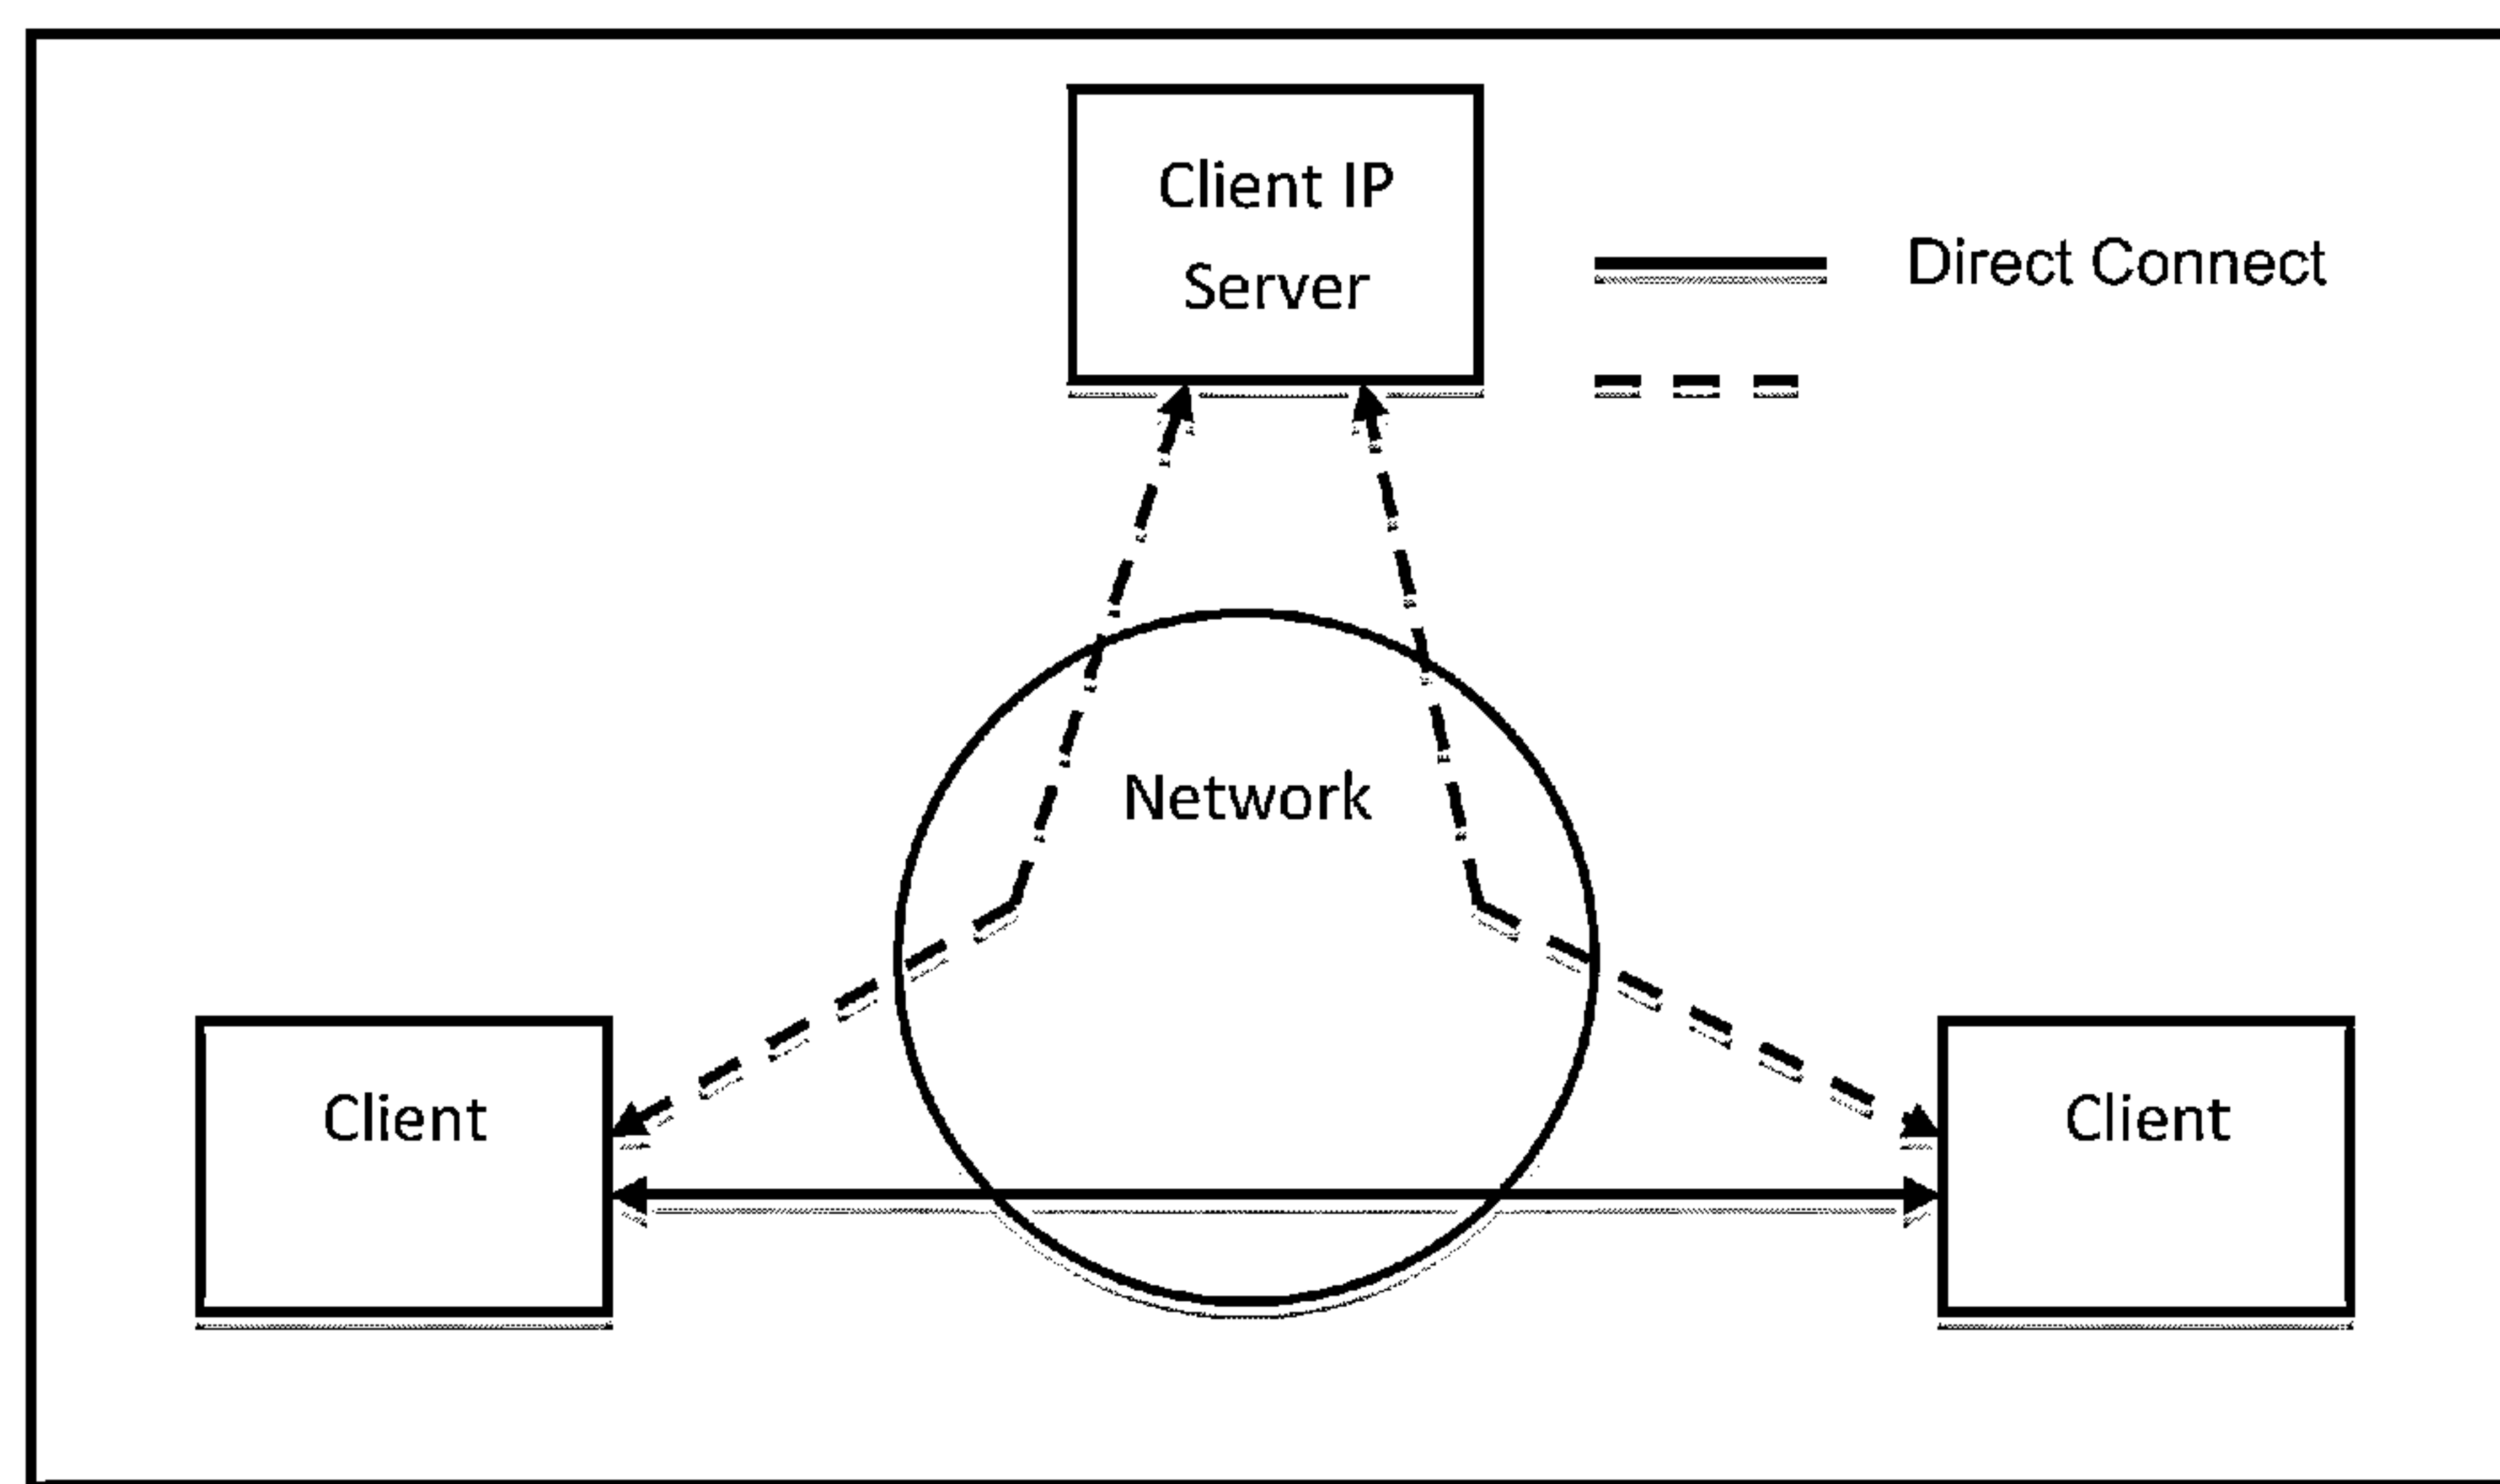 Client IP
Server
Direct Connect
Network
Client
Client